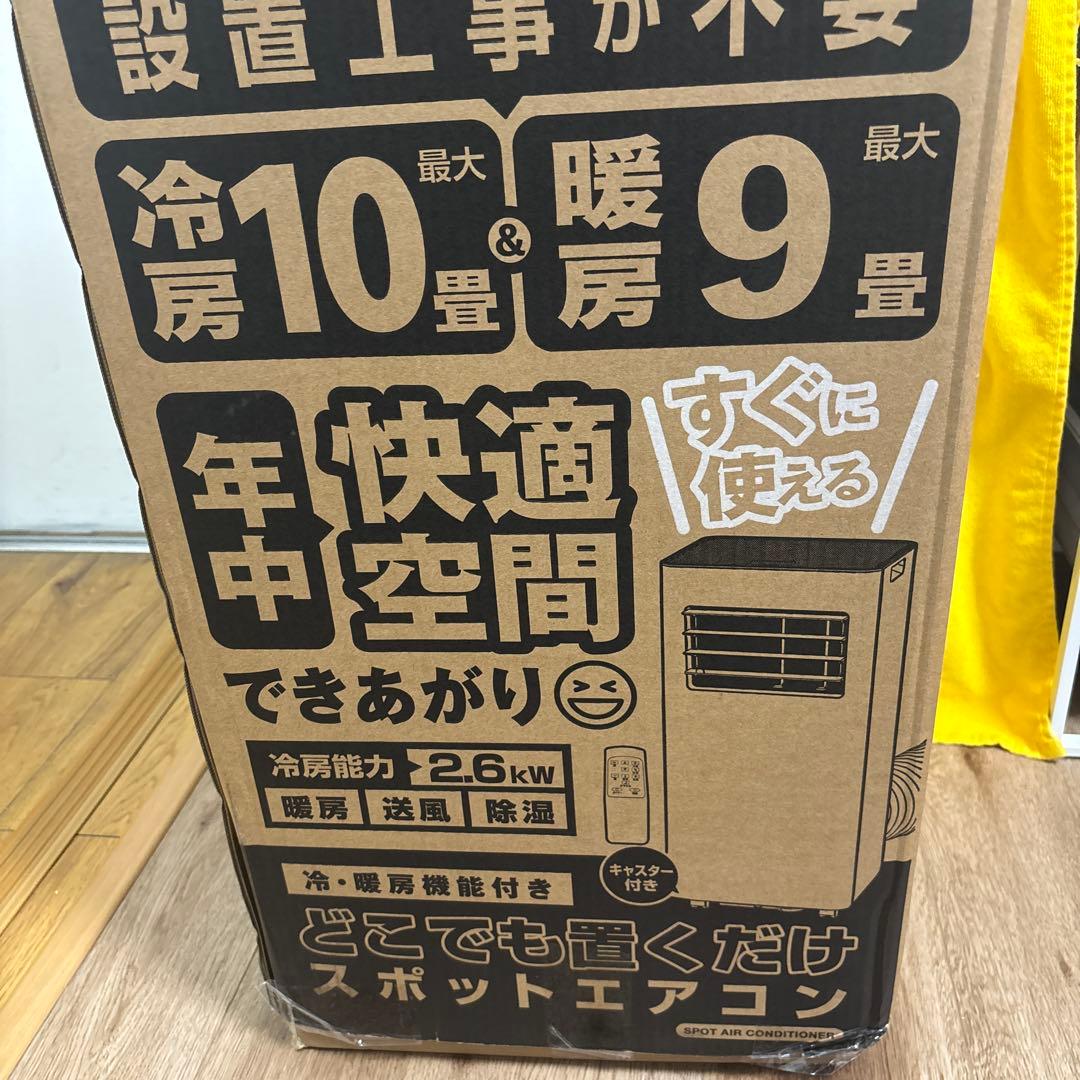 設置工事が不要
冷房 最大10畳
&
暖房 最大9畳
年中
快適
空間
すぐに
使える
できあがり
冷房能力 2.6kW
暖房 送風 除湿
キャスター
付き
冷・暖房機能付き
どこでも置くだけ
スポットエアコン
SPOT AIR CONDITIONER